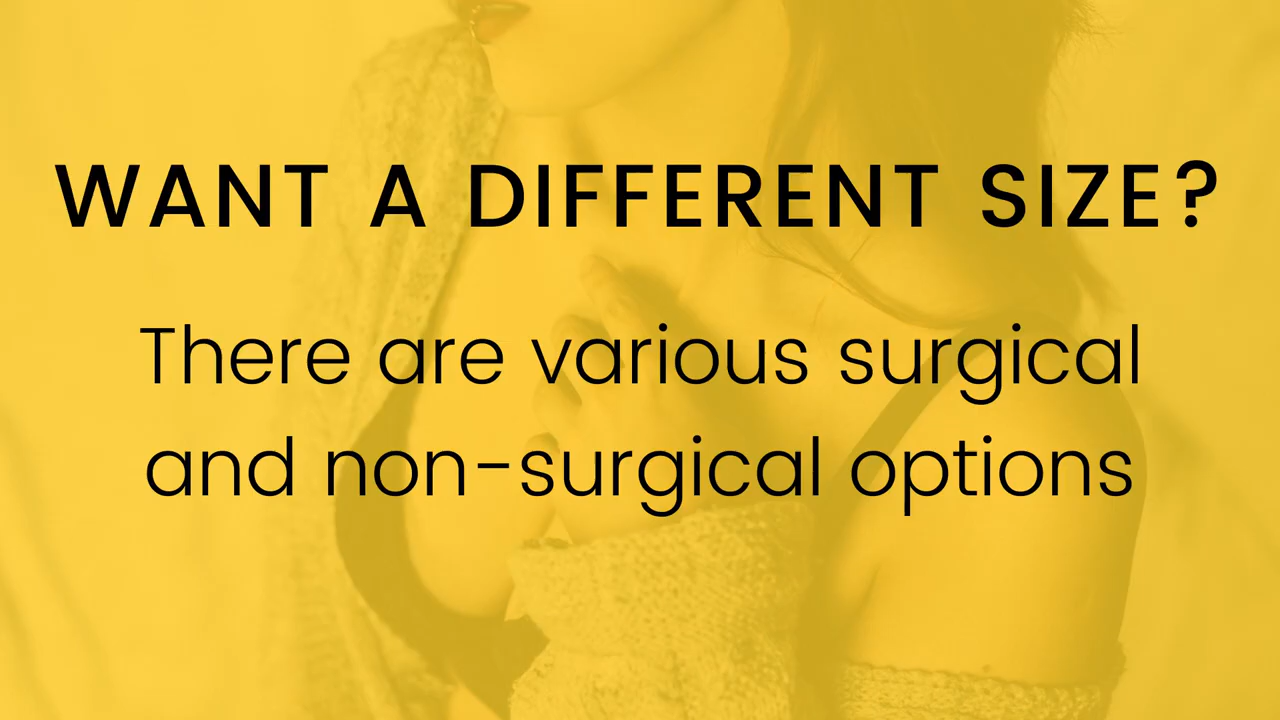 WANT A DIFFERENT SIZE?
There are various surgical
and non-surgical options